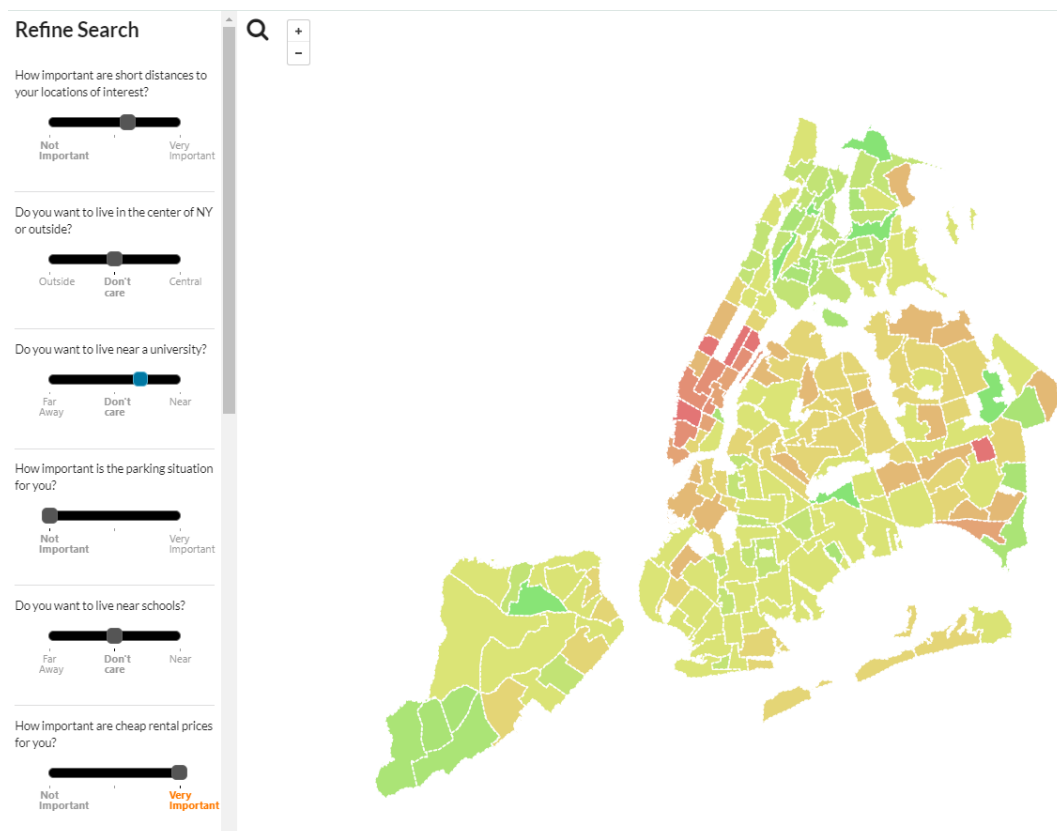 Refine Search
+
−
How important are short distances to
your locations of interest?
Not
Important
Very
Important
Do you want to live in the center of NY
or outside?
Outside
Don't
care
Central
Do you want to live near a university?
Far
Away
Don't
care
Near
How important is the parking situation
for you?
Not
Important
Very
Important
Do you want to live near schools?
Far
Away
Don't
care
Near
How important are cheap rental prices
for you?
Not
Important
Very
Important